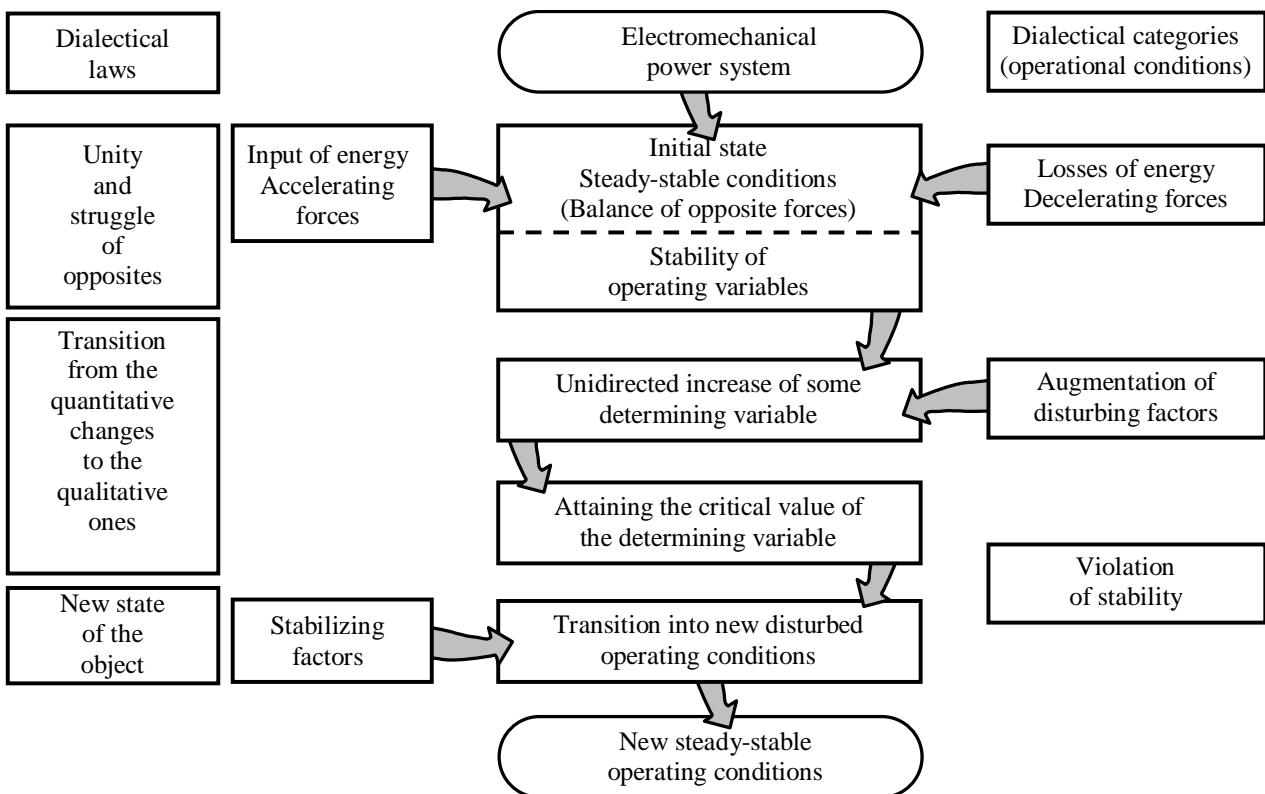 Dialectical
laws
Electromechanical
power system
Dialectical categories
(operational conditions)
Unity
and
struggle
of
opposites
Input of energy
Accelerating
forces
Initial state
Steady-stable conditions
(Balance of opposite forces)
Stability of
operating variables
Losses of energy
Decelerating forces
Transition
from the
quantitative
changes
to the
qualitative
ones
Unidirected increase of some
determining variable
Augmentation of
disturbing factors
Attaining the critical value of
the determining variable
Violation
of stability
New state
of the
object
Stabilizing
factors
Transition into new disturbed
operating conditions
New steady-stable
operating conditions